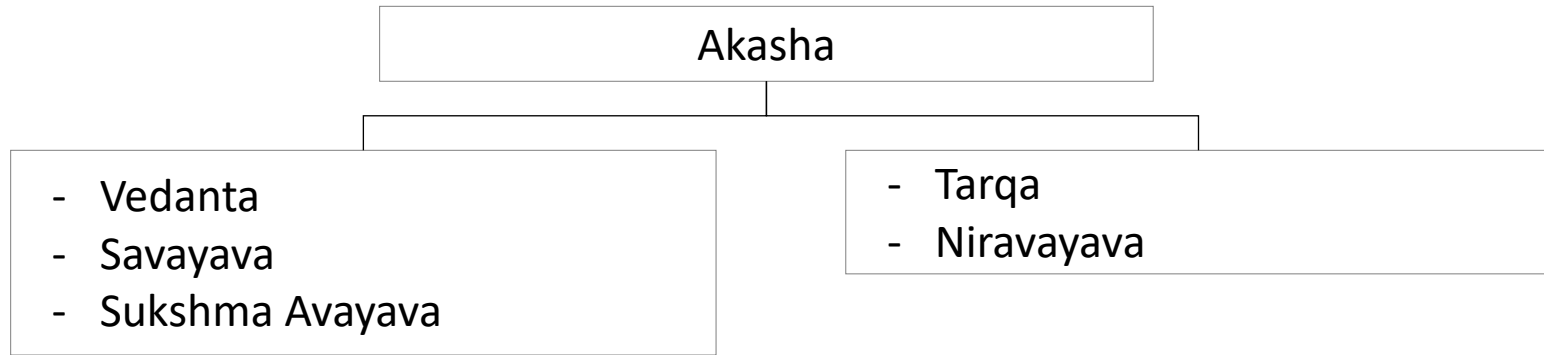 Akasha
- Vedanta
- Savayava
- Sukshma Avayava
- Tarqa
- Niravayava